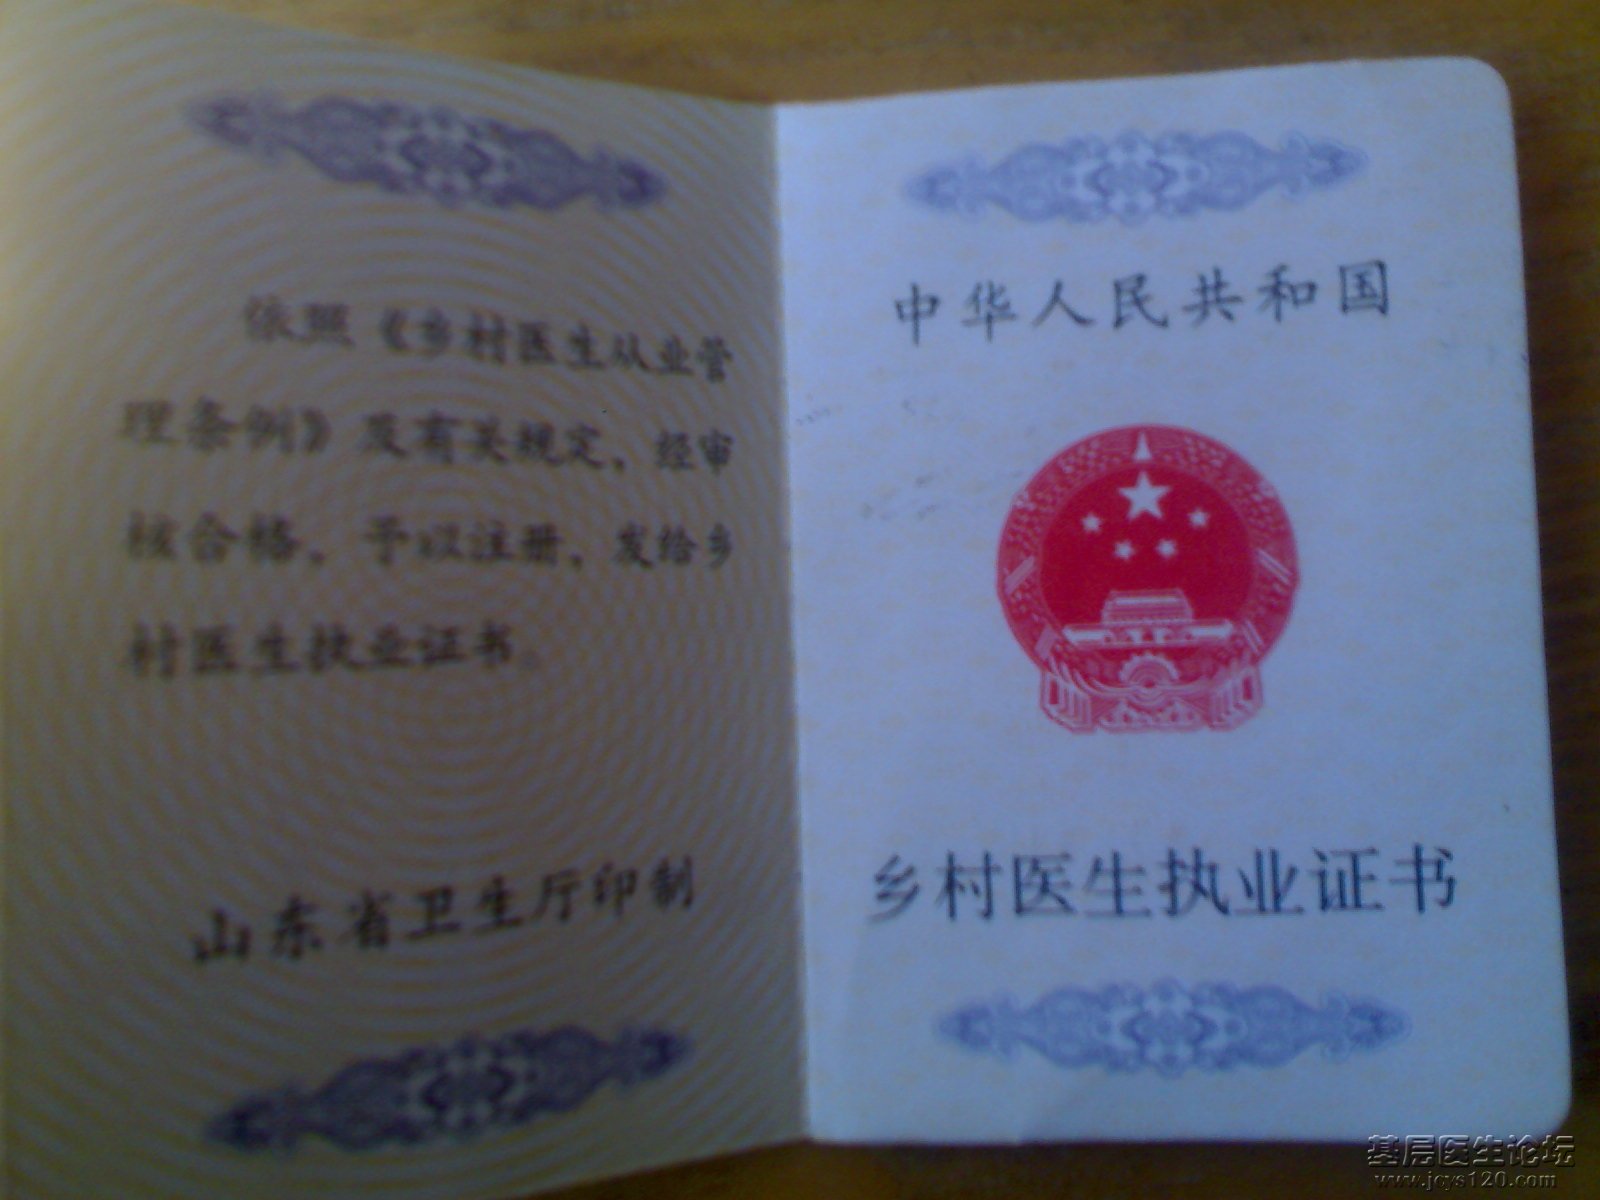 依照《乡村医生从业管
理条例》及有关规定，经审
核合格，予以注册，发给乡
村医生执业证书。
山东省卫生厅印制
中华人民共和国
乡村医生执业证书
基层医生论坛
www.jcys120.com